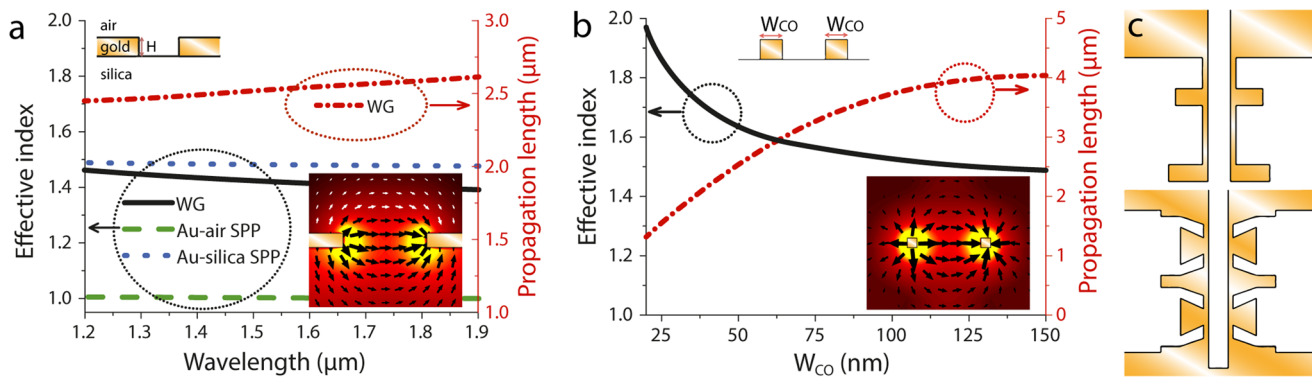 a
air
gold
H
silica
Effective index
2.0
1.8
1.6
1.4
1.2
1.0
WG
WG
Au-air SPP
Au-silica SPP
3.0
2.5
2.0
1.5
1.0
Propagation length (μm)
1.2 1.3 1.4 1.5 1.6 1.7 1.8 1.9
Wavelength (μm)
b
W_CO W_CO
Effective index
2.0
1.8
1.6
1.4
1.2
1.0
5
4
3
2
1
0
Propagation length (μm)
25 50 75 100 125 150
W_CO (nm)
c